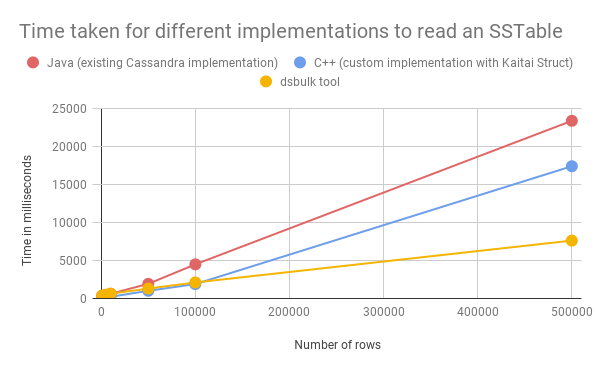 Time taken for different implementations to read an SSTable
Java (existing Cassandra implementation)
C++ (custom implementation with Kaitai Struct)
dsbulk tool
Time in milliseconds
25000
20000
15000
10000
5000
0
0 100000 200000 300000 400000 500000
Number of rows